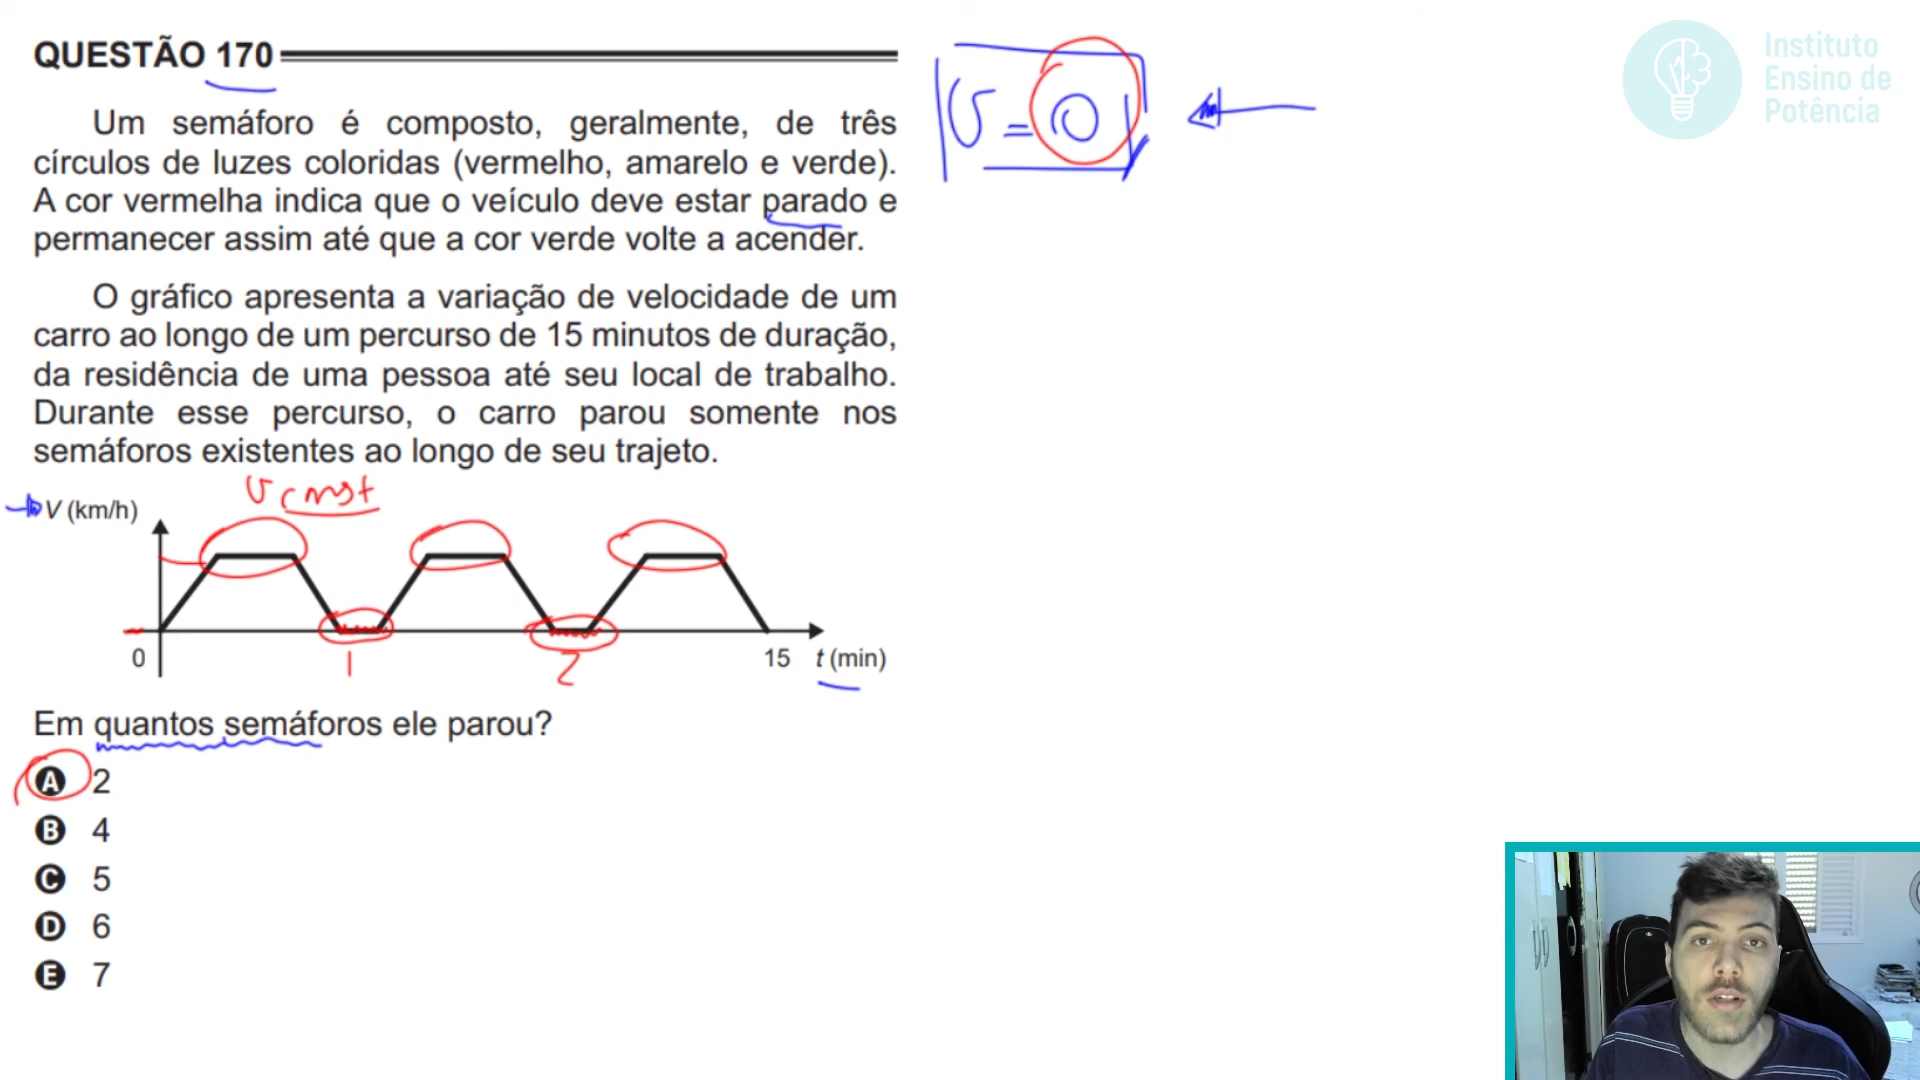 QUESTÃO 170
Um semáforo é composto, geralmente, de três
círculos de luzes coloridas (vermelho, amarelo e verde).
A cor vermelha indica que o veículo deve estar parado e
permanecer assim até que a cor verde volte a acender.
O gráfico apresenta a variação de velocidade de um
carro ao longo de um percurso de 15 minutos de duração,
da residência de uma pessoa até seu local de trabalho.
Durante esse percurso, o carro parou somente nos
semáforos existentes ao longo de seu trajeto.
V (km/h)
v const
0
1
2
15
t (min)
Em quantos semáforos ele parou?
A 2
B 4
C 5
D 6
E 7
v = 0
Instituto
Ensino de
Potência